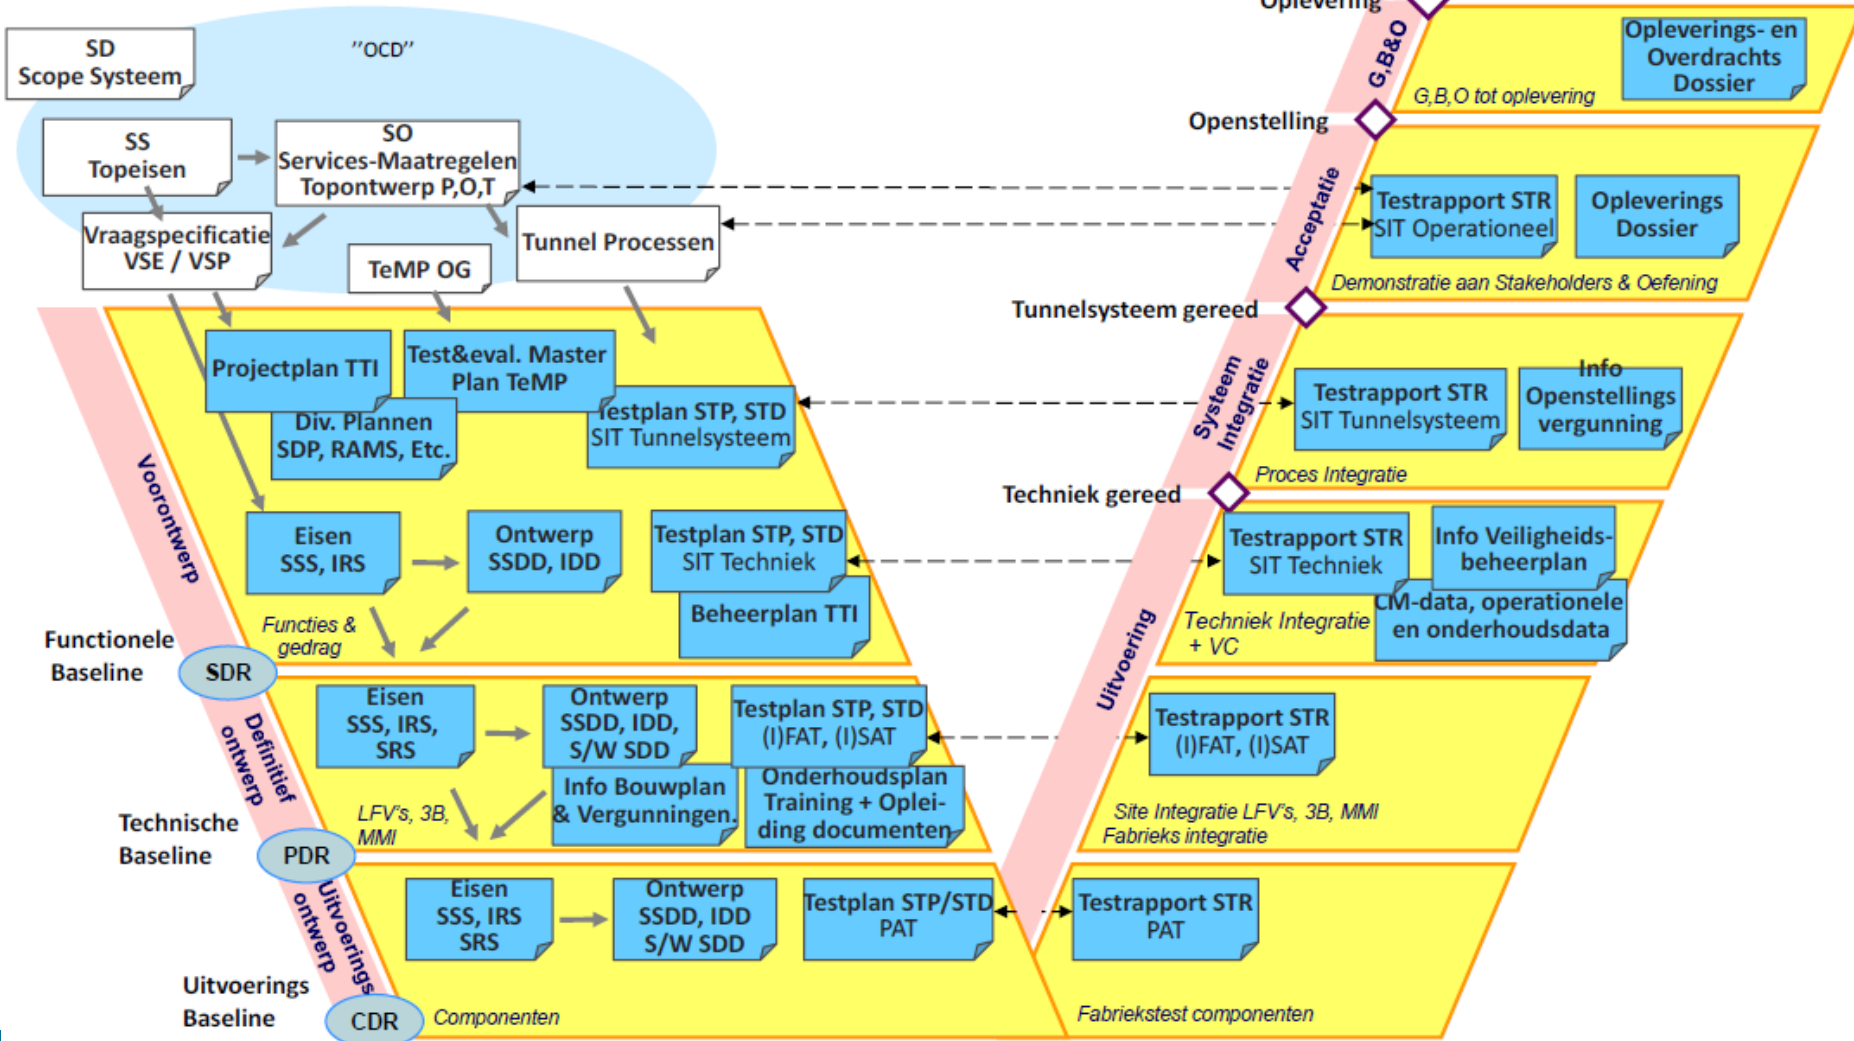 SD
Scope Systeem
"OCD"
SS
Topeisen
SO
Services-Maatregelen
Topontwerp P,O,T
Vraagspecificatie
VSE / VSP
TeMP OG
Tunnel Processen
Projectplan TTI
Test&eval. Master
Plan TeMP
Div. Plannen
SDP, RAMS, Etc.
Testplan STP, STD
SIT Tunnelsysteem
Voorontwerp
Eisen
SSS, IRS
Ontwerp
SSDD, IDD
Testplan STP, STD
SIT Techniek
Beheerplan TTI
Functies &
gedrag
Functionele
Baseline
SDR
Definitief
ontwerp
Eisen
SSS, IRS,
SRS
Ontwerp
SSDD, IDD,
S/W SDD
Testplan STP, STD
(I)FAT, (I)SAT
Info Bouwplan
& Vergunningen.
Onderhoudsplan
Training + Oplei-
ding documenten
LFV's, 3B,
MMI
Technische
Baseline
PDR
Uitvoerings
ontwerp
Eisen
SSS, IRS
SRS
Ontwerp
SSDD, IDD
S/W SDD
Testplan STP/STD
PAT
Uitvoerings
Baseline
CDR
Componenten
Oplevering
G,B&O
Opleverings- en
Overdrachts
Dossier
G,B,O tot oplevering
Openstelling
Acceptatie
Testrapport STR
SIT Operationeel
Opleverings
Dossier
Demonstratie aan Stakeholders & Oefening
Tunnelsysteem gereed
Systeem
Integratie
Testrapport STR
SIT Tunnelsysteem
Info
Openstellings
vergunning
Proces Integratie
Techniek gereed
Uitvoering
Testrapport STR
SIT Techniek
Info Veiligheids-
beheerplan
CM-data, operationele
en onderhoudsdata
Techniek Integratie
+ VC
Testrapport STR
(I)FAT, (I)SAT
Site Integratie LFV's, 3B, MMI
Fabrieks integratie
Testrapport STR
PAT
Fabriekstest componenten